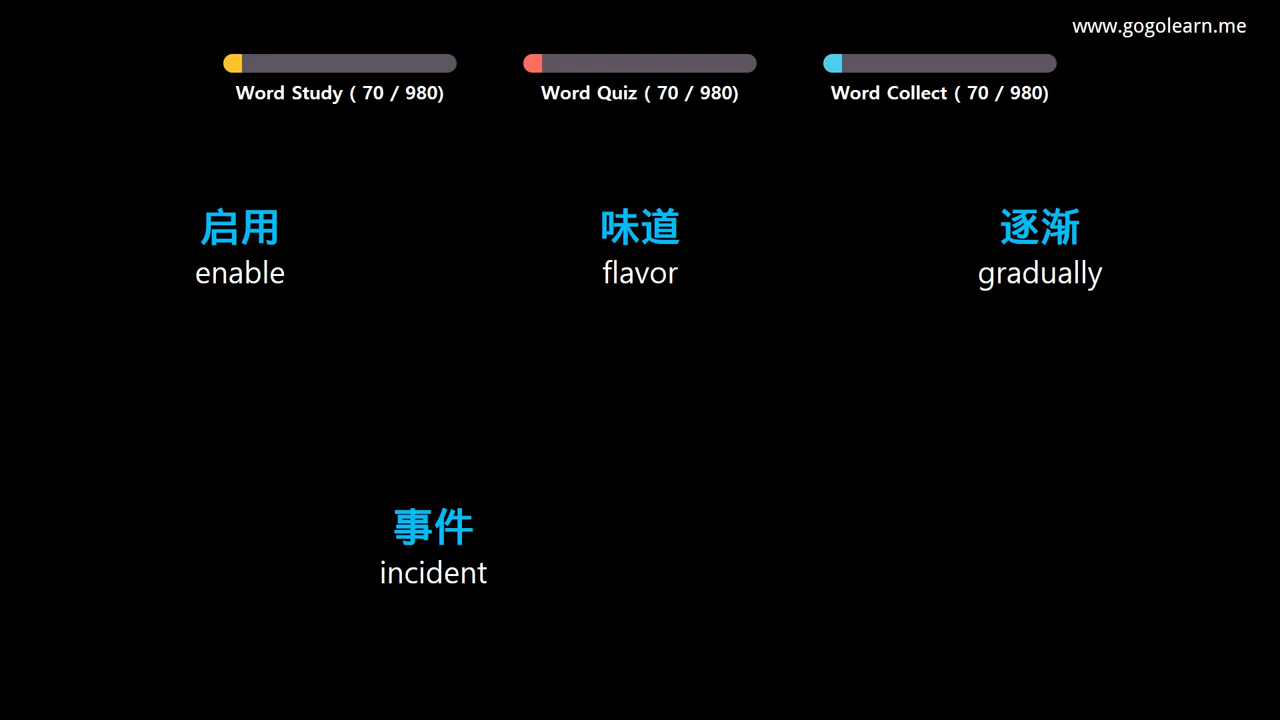 www.gogolearn.me
Word Study ( 70 / 980)
Word Quiz ( 70 / 980)
Word Collect ( 70 / 980)
启用
enable
味道
flavor
逐渐
gradually
事件
incident